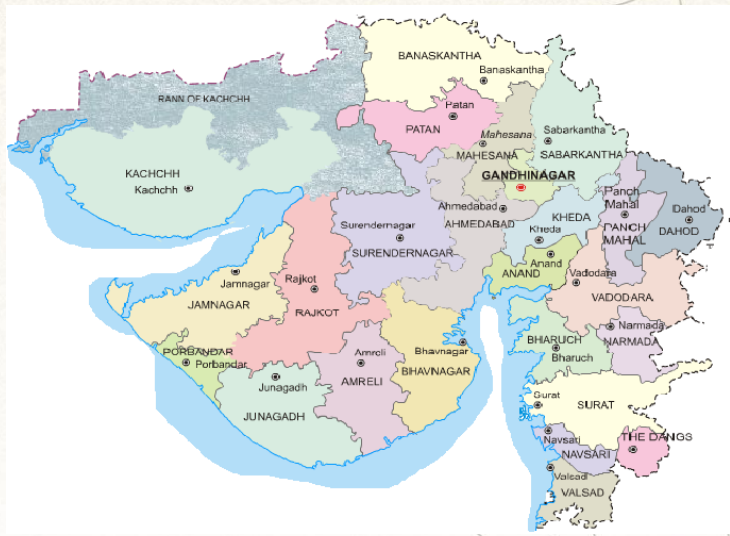 BANASKANTHA
Banaskantha
RANN OF KACHCHH
Patan
PATAN
Mahesana
MAHESANA
Sabarkantha
SABARKANTHA
KACHCHH
Kachchh
GANDHINAGAR
Panch
Mahal
PANCH
MAHAL
Dahod
DAHOD
Ahmedabad
AHMEDABAD
KHEDA
Kheda
Surendernagar
SURENDERNAGAR
Anand
ANAND
Jamnagar
JAMNAGAR
Rajkot
RAJKOT
Vadodara
VADODARA
Narmada
NARMADA
BHARUCH
Bharuch
PORBANDAR
Porbandar
Amreli
AMRELI
Bhavnagar
BHAVNAGAR
Junagadh
JUNAGADH
Surat
SURAT
Navsari
NAVSARI
THE DANGS
Valsad
VALSAD